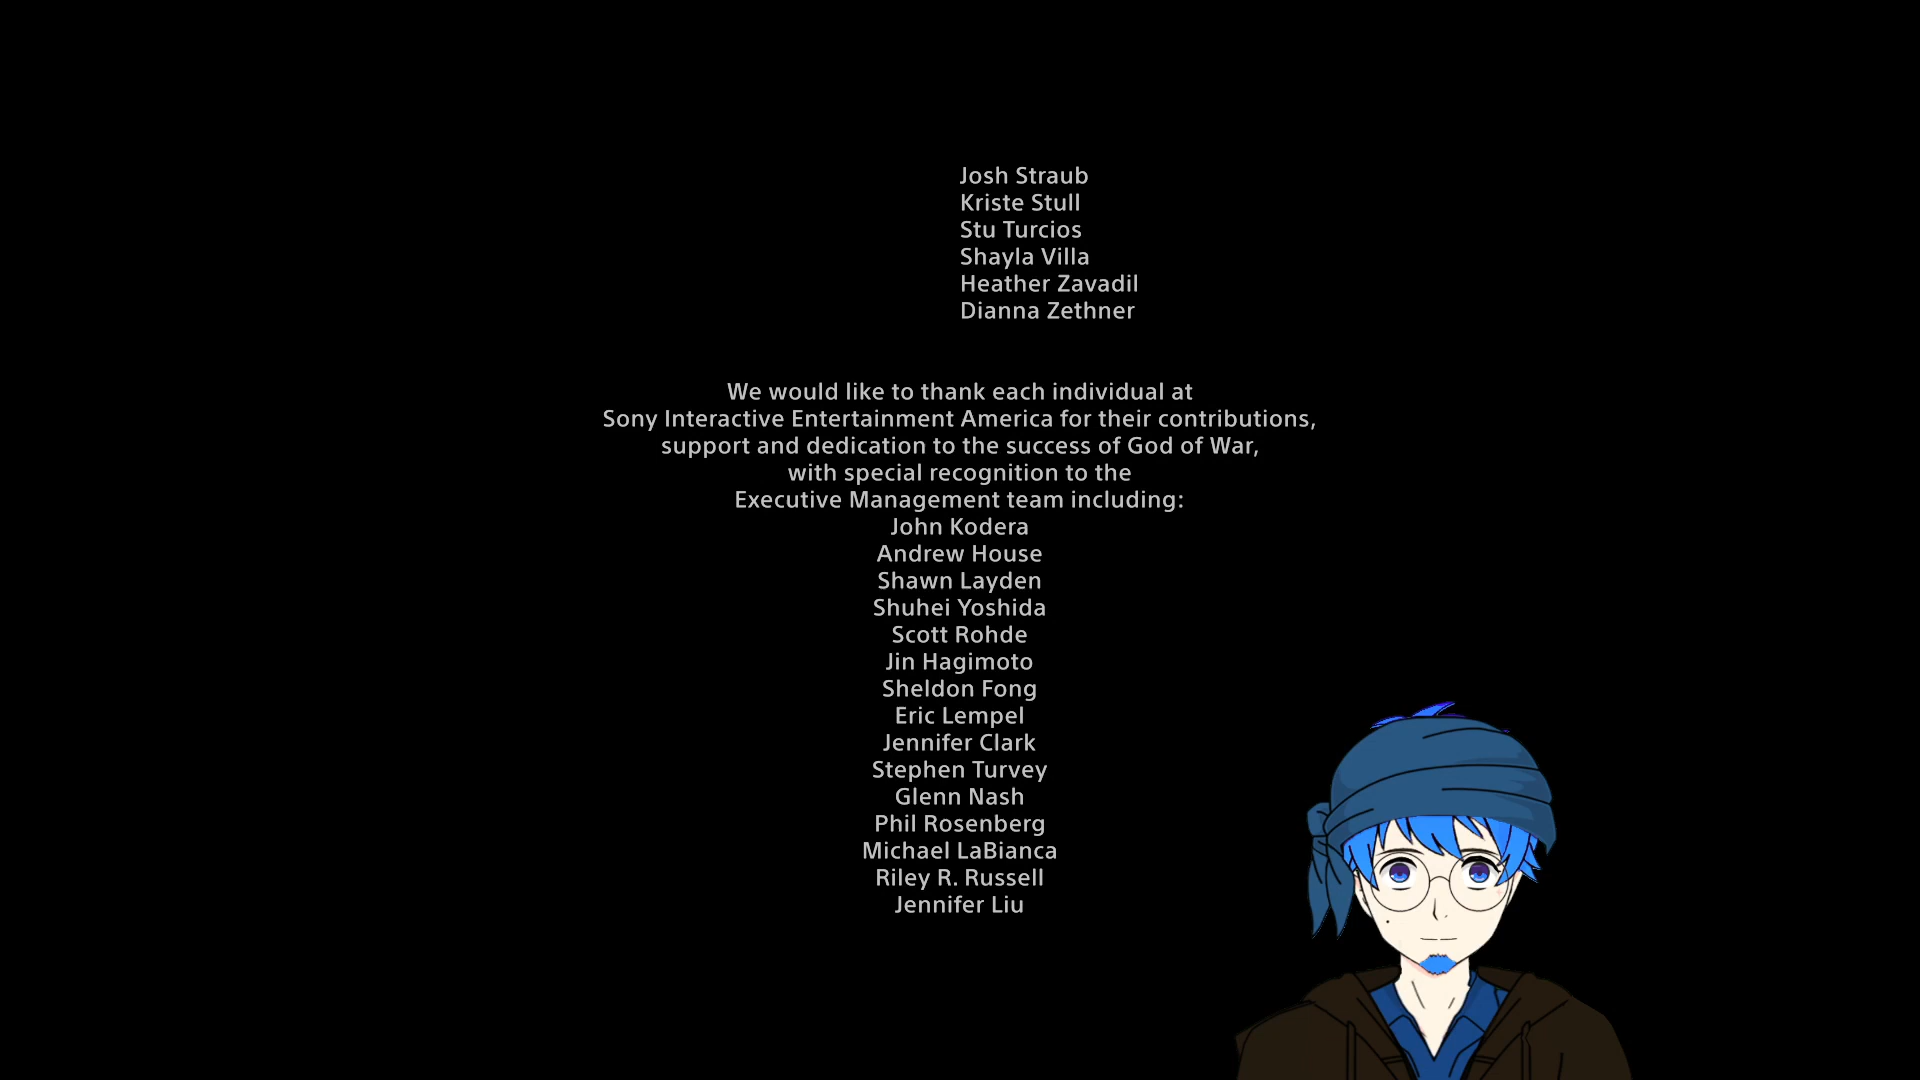 Josh Straub
Kriste Stull
Stu Turcios
Shayla Villa
Heather Zavadil
Dianna Zethner
We would like to thank each individual at
Sony Interactive Entertainment America for their contributions,
support and dedication to the success of God of War,
with special recognition to the
Executive Management team including:
John Kodera
Andrew House
Shawn Layden
Shuhei Yoshida
Scott Rohde
Jin Hagimoto
Sheldon Fong
Eric Lempel
Jennifer Clark
Stephen Turvey
Glenn Nash
Phil Rosenberg
Michael LaBianca
Riley R. Russell
Jennifer Liu